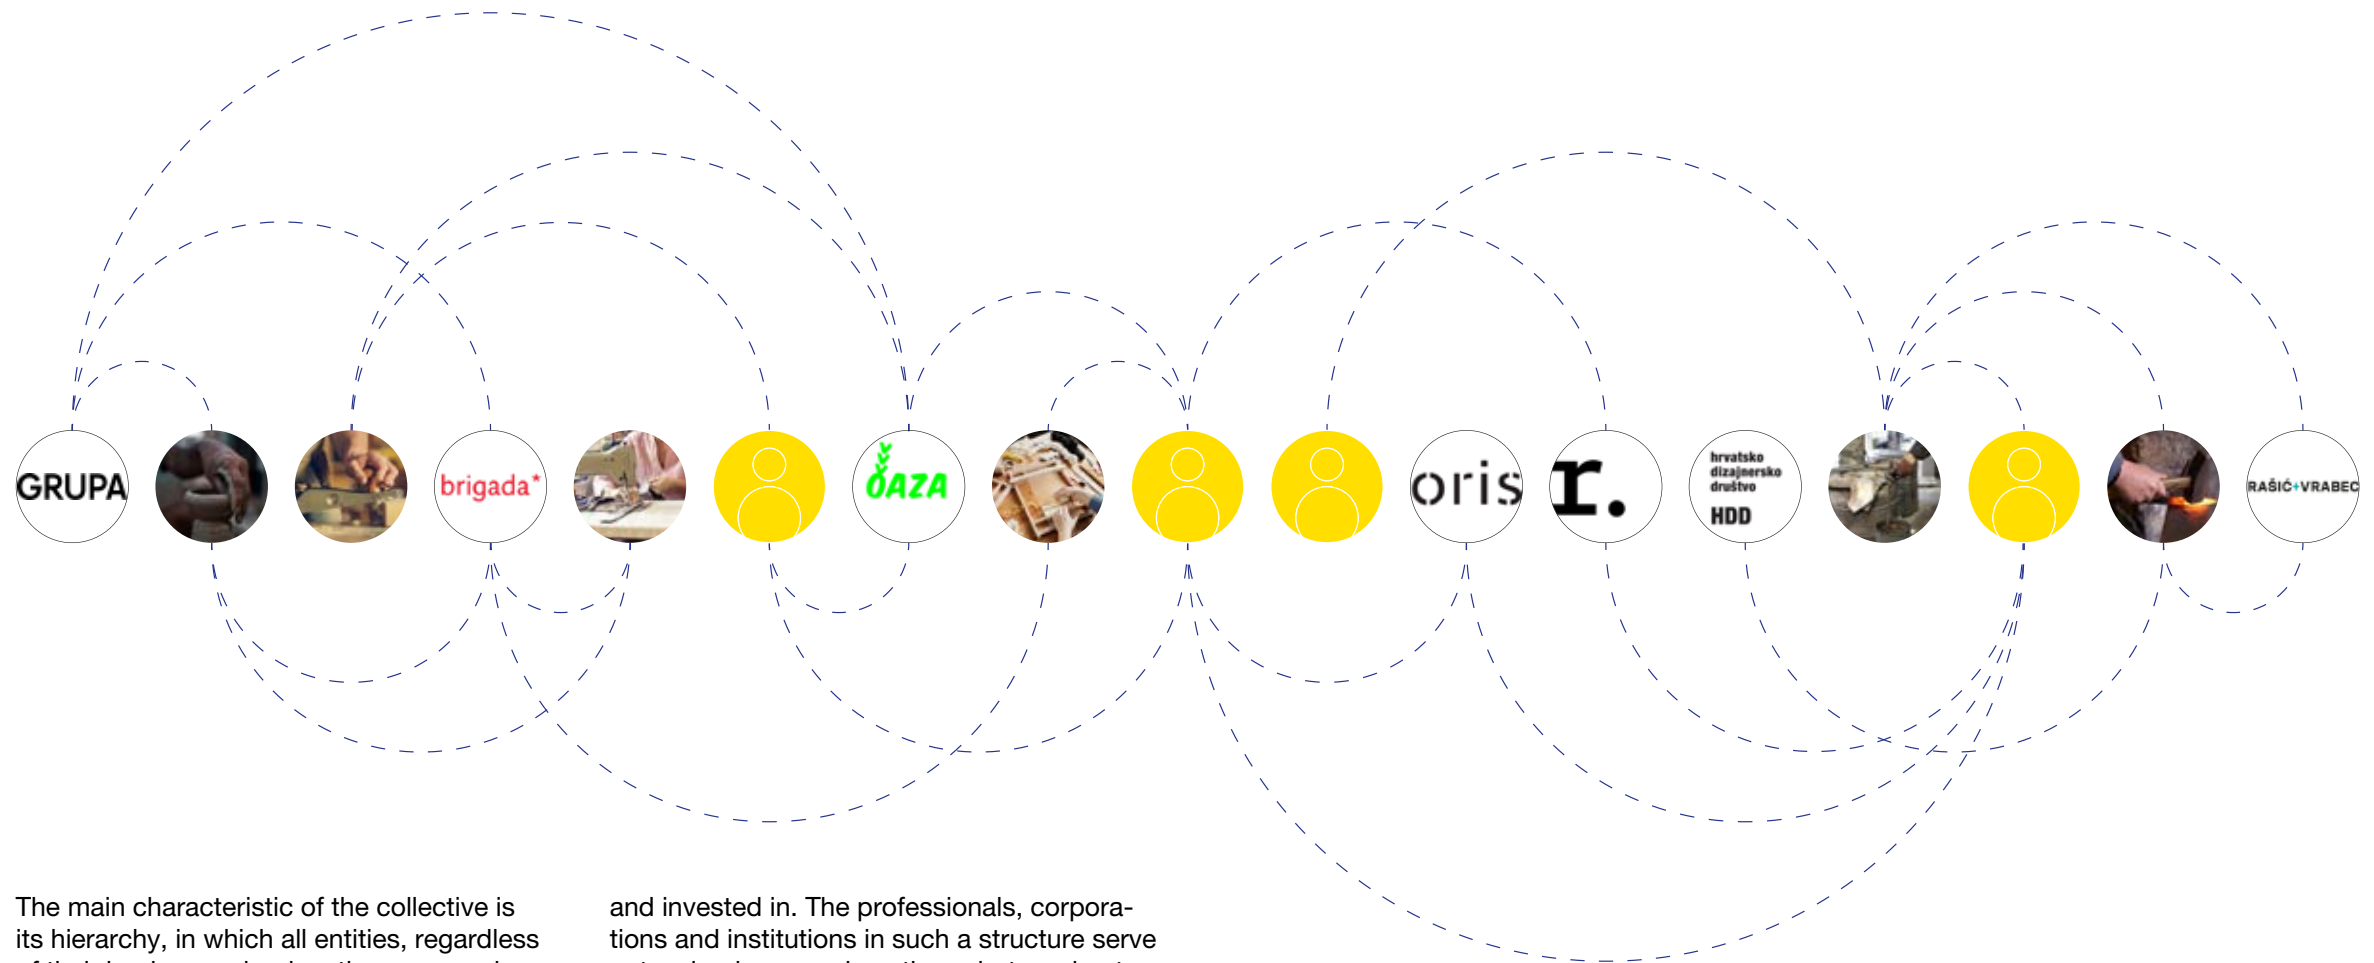 GRUPA
brigada*
OAZA
oris
r.
hrvatsko
dizajnersko
društvo
HDD
RAŠIĆ+VRABEC
The main characteristic of the collective is
its hierarchy, in which all entities, regardless
and invested in. The professionals, corpora-
tions and institutions in such a structure serve